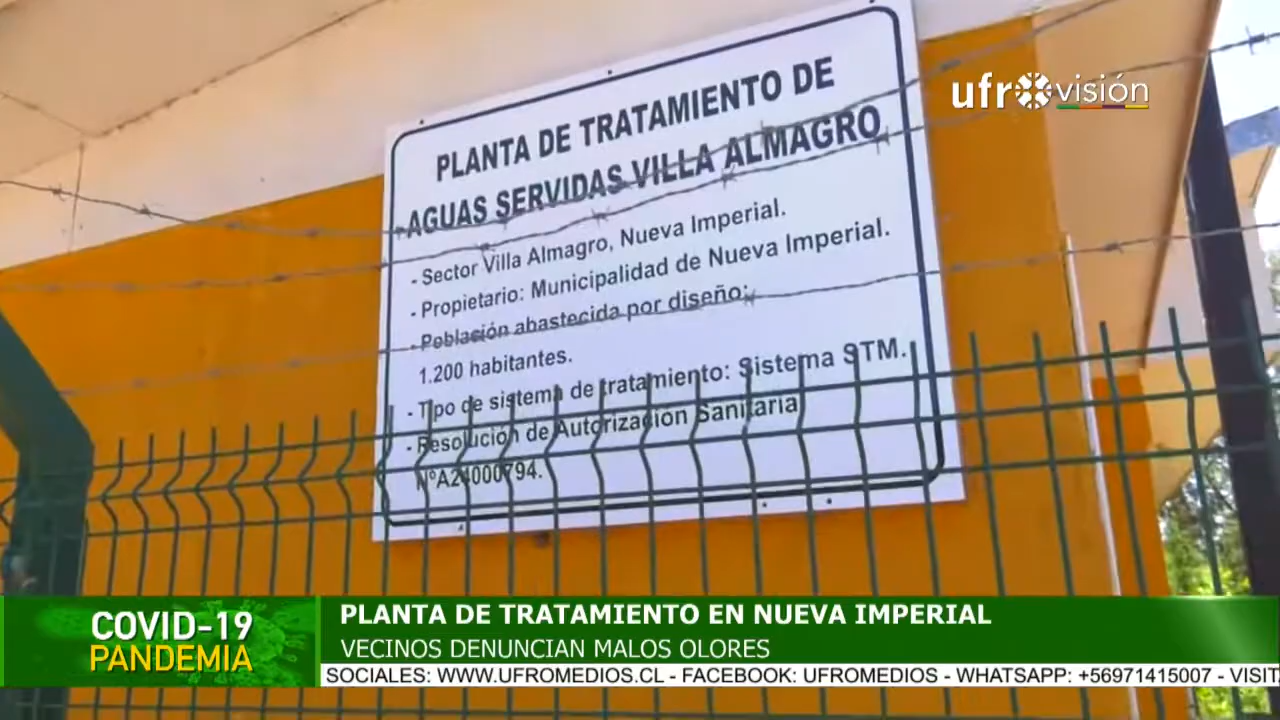 ufrovisión
PLANTA DE TRATAMIENTO DE
AGUAS SERVIDAS VILLA ALMAGRO
- Sector Villa Almagro, Nueva Imperial.
- Propietario: Municipalidad de Nueva Imperial.
- Población abastecida por diseño:
1.200 habitantes.
- Tipo de sistema de tratamiento: Sistema STM.
- Resolución de Autorización Sanitaria
NºA24000794.
COVID-19
PANDEMIA
PLANTA DE TRATAMIENTO EN NUEVA IMPERIAL
VECINOS DENUNCIAN MALOS OLORES
SOCIALES: WWW.UFROMEDIOS.CL - FACEBOOK: UFROMEDIOS - WHATSAPP: +56971415007 - VISITA